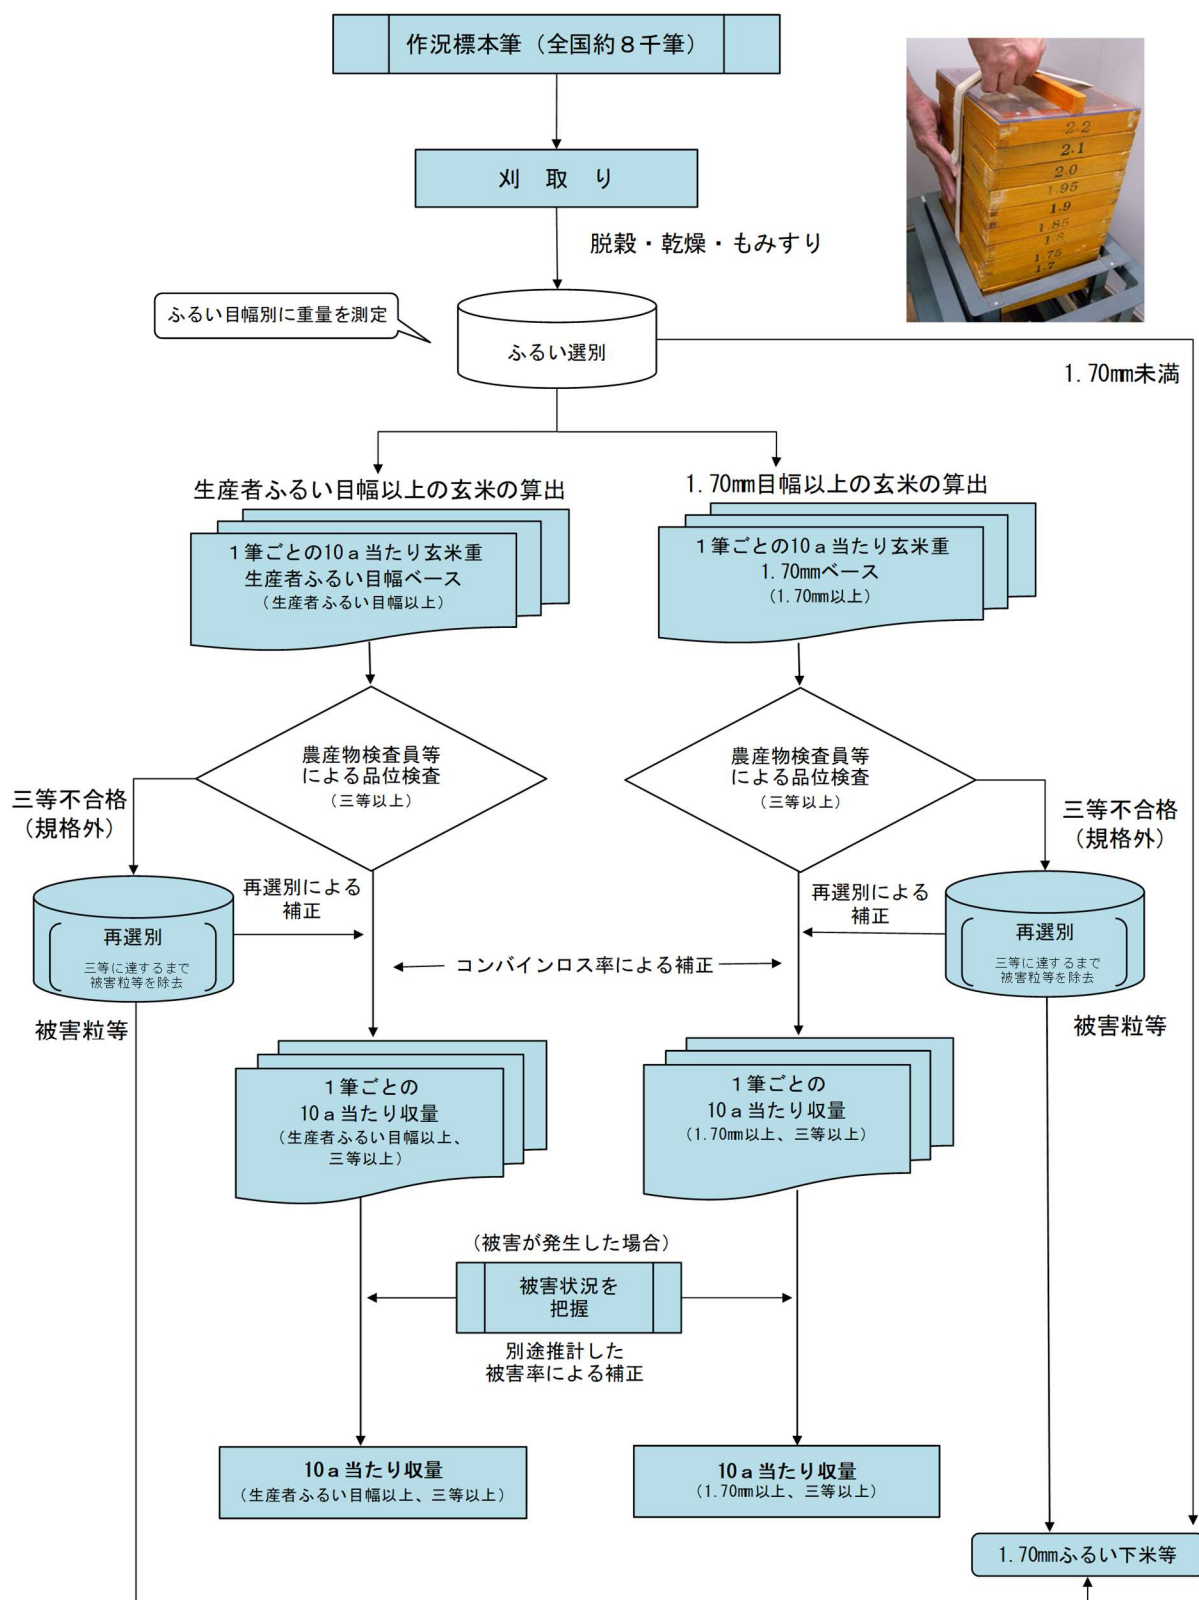 作況標本筆（全国約８千筆）
2.2
2.1
2.0
1.95
1.9
1.85
1.8
1.75
1.7
刈　取　り
脱穀・乾燥・もみすり
ふるい目幅別に重量を測定
ふるい選別
1.70mm未満
生産者ふるい目幅以上の玄米の算出
1筆ごとの10a当たり玄米重
生産者ふるい目幅ベース
（生産者ふるい目幅以上）
1.70mm目幅以上の玄米の算出
1筆ごとの10a当たり玄米重
1.70mmベース
（1.70mm以上）
農産物検査員等
による品位検査
（三等以上）
農産物検査員等
による品位検査
（三等以上）
三等不合格
（規格外）
三等不合格
（規格外）
再選別による
補正
再選別による
補正
再選別
三等に達するまで
被害粒等を除去
再選別
三等に達するまで
被害粒等を除去
コンバインロス率による補正
被害粒等
被害粒等
1筆ごとの
10a当たり収量
（生産者ふるい目幅以上、
三等以上）
1筆ごとの
10a当たり収量
（1.70mm以上、三等以上）
（被害が発生した場合）
被害状況を
把握
別途推計した
被害率による補正
10a当たり収量
（生産者ふるい目幅以上、三等以上）
10a当たり収量
（1.70mm以上、三等以上）
1.70mmふるい下米等